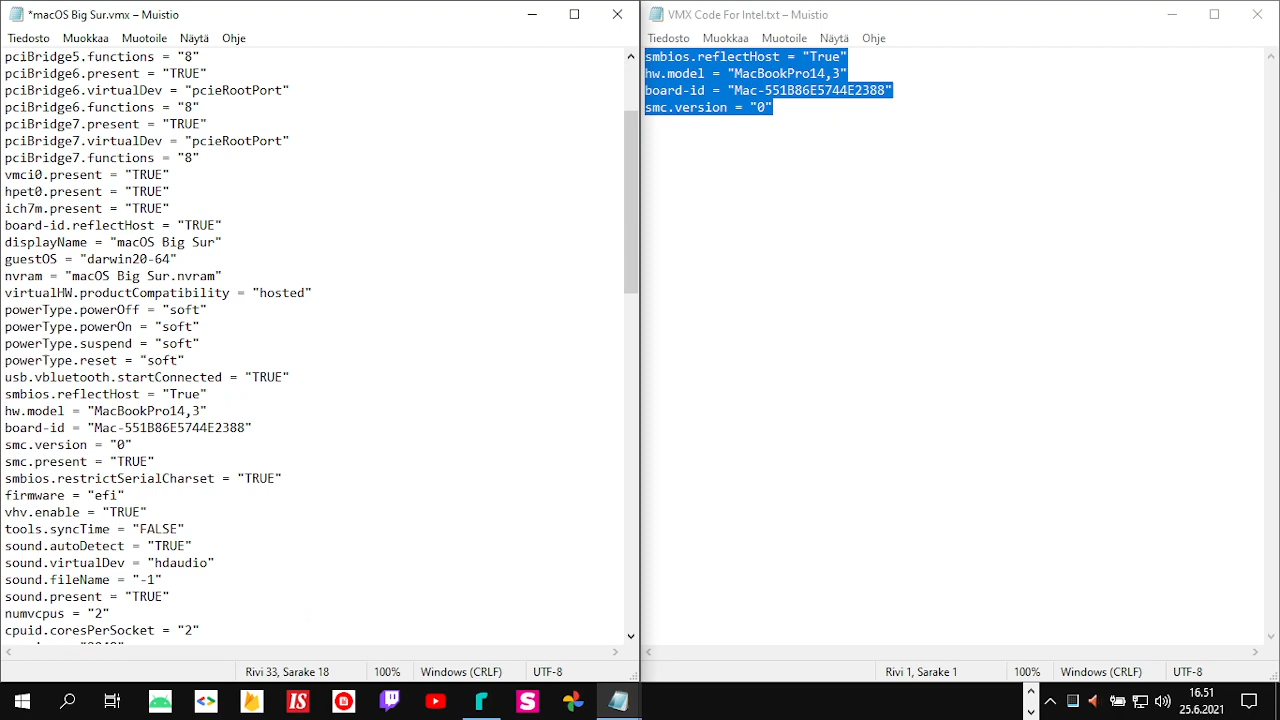 *macOS Big Sur.vmx – Muistio
Tiedosto Muokkaa Muotoile Näytä Ohje
pciBridge5.functions = "8"
pciBridge6.present = "TRUE"
pciBridge6.virtualDev = "pcieRootPort"
pciBridge6.functions = "8"
pciBridge7.present = "TRUE"
pciBridge7.virtualDev = "pcieRootPort"
pciBridge7.functions = "8"
vmci0.present = "TRUE"
hpet0.present = "TRUE"
ich7m.present = "TRUE"
board-id.reflectHost = "TRUE"
displayName = "macOS Big Sur"
guestOS = "darwin20-64"
nvram = "macOS Big Sur.nvram"
virtualHW.productCompatibility = "hosted"
powerType.powerOff = "soft"
powerType.powerOn = "soft"
powerType.suspend = "soft"
powerType.reset = "soft"
usb.vbluetooth.startConnected = "TRUE"
smbios.reflectHost = "True"
hw.model = "MacBookPro14,3"
board-id = "Mac-551B86E5744E2388"
smc.version = "0"
smc.present = "TRUE"
smbios.restrictSerialCharset = "TRUE"
firmware = "efi"
vhv.enable = "TRUE"
tools.syncTime = "FALSE"
sound.autoDetect = "TRUE"
sound.virtualDev = "hdaudio"
sound.fileName = "-1"
sound.present = "TRUE"
numvcpus = "2"
cpuid.coresPerSocket = "2"
Rivi 33, Sarake 18 100% Windows (CRLF) UTF-8
VMX Code For Intel.txt – Muistio
Tiedosto Muokkaa Muotoile Näytä Ohje
smbios.reflectHost = "True"
hw.model = "MacBookPro14,3"
board-id = "Mac-551B86E5744E2388"
smc.version = "0"
Rivi 1, Sarake 1 100% Windows (CRLF) UTF-8
IS
S
16.51
25.6.2021